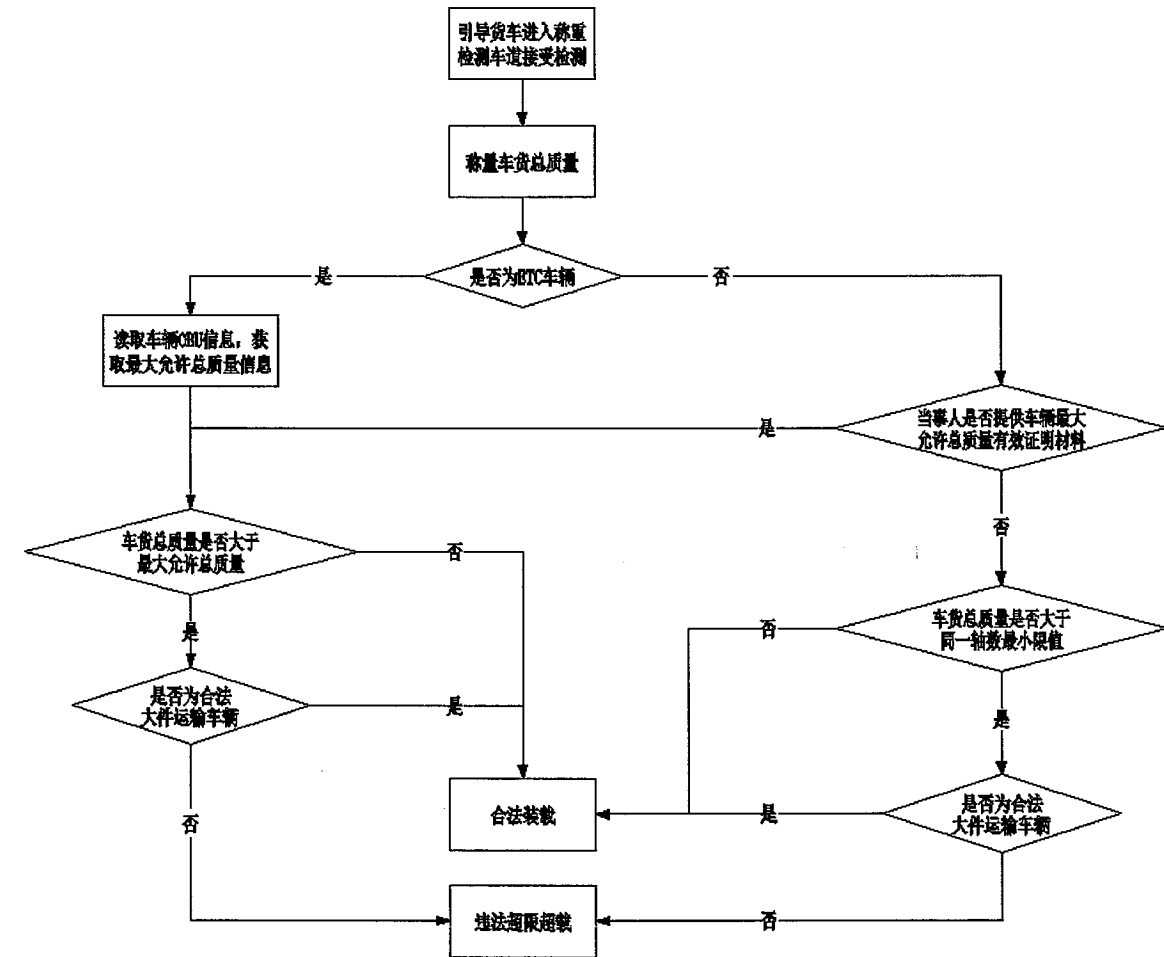 引导货车进入称重
检测车道接受检测
称量车货总质量
是否为ETC车辆
是
否
读取车辆OBU信息，获
取最大允许总质量信息
当事人是否提供车辆最大
允许总质量有效证明材料
是
否
车货总质量是否大于
最大允许总质量
否
车货总质量是否大于
同一轴数最小限值
否
是
是否为合法
大件运输车辆
是
是
是否为合法
大件运输车辆
是
合法装载
否
违法超限超载
否